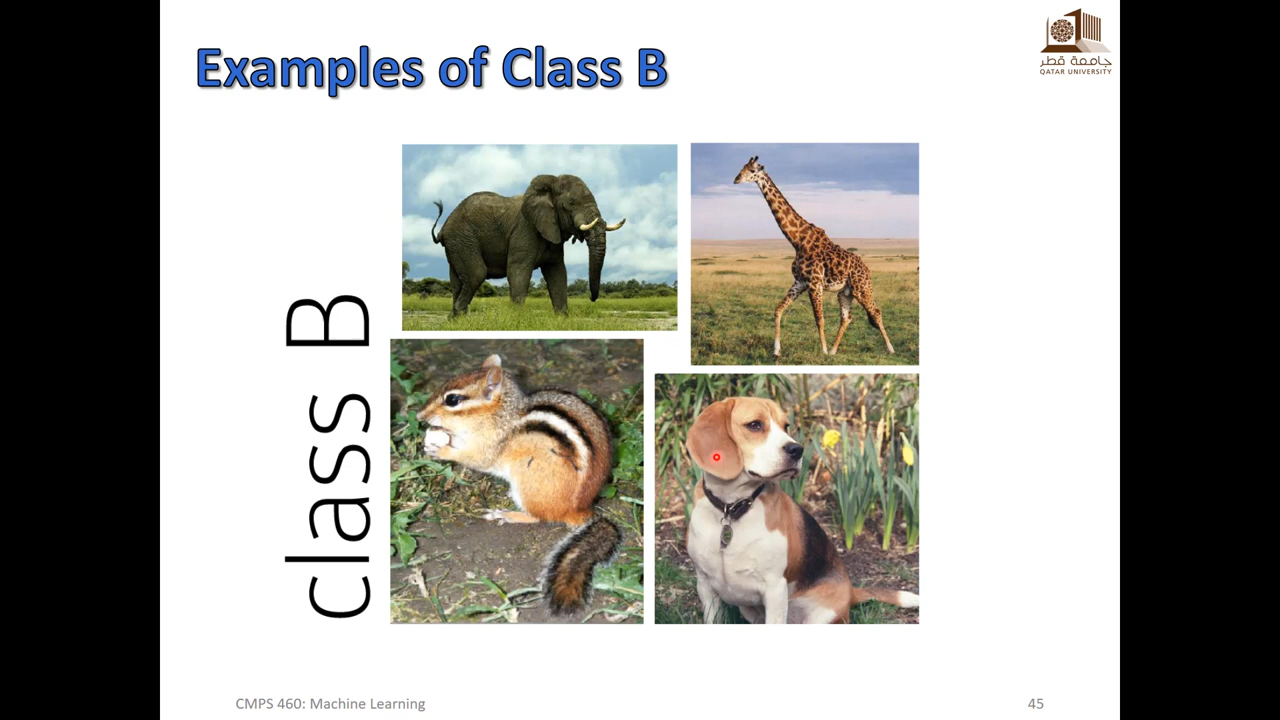 Examples of Class B
جامعة قطر
QATAR UNIVERSITY
class B
CMPS 460: Machine Learning
45